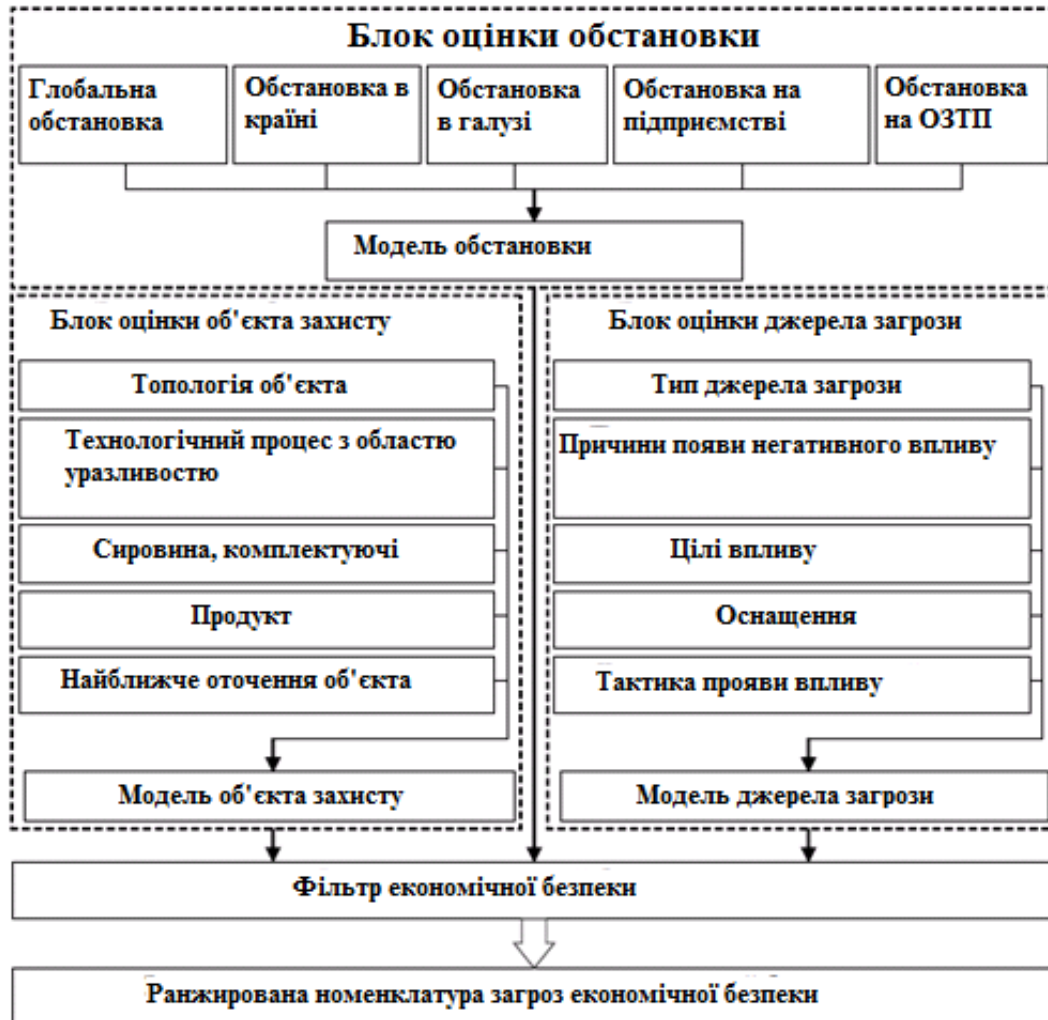 Блок оцінки обстановки
Глобальна
обстановка
Обстановка в
країні
Обстановка
в галузі
Обстановка на
підприємстві
Обстановка
на ОЗТП
Модель обстановки
Блок оцінки об'єкта захисту
Топологія об'єкта
Технологічний процес з областю
уразливостю
Сировина, комплектуючі
Продукт
Найближче оточення об'єкта
Модель об'єкта захисту
Блок оцінки джерела загрози
Тип джерела загрози
Причини появи негативного впливу
Цілі впливу
Оснащення
Тактика прояви впливу
Модель джерела загрози
Фільтр економічної безпеки
Ранжирована номенклатура загроз економічної безпеки